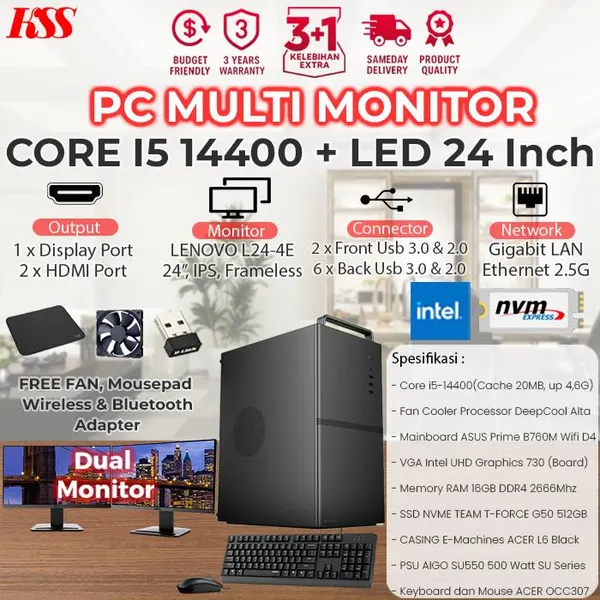 KSS
BUDGET
FRIENDLY
3
3 YEARS
WARRANTY
3+1
KELEBIHAN
EXTRA
SAMEDAY
DELIVERY
PRODUCT
QUALITY
PC MULTI MONITOR
CORE I5 14400 + LED 24 Inch
Output
1 x Display Port
2 x HDMI Port
Monitor
LENOVO L24-4E
24”, IPS, Frameless
Connector
2 x Front Usb 3.0 & 2.0
6 x Back Usb 3.0 & 2.0
Network
Gigabit LAN
Ethernet 2.5G
intel.
nvm
EXPRESS
FREE FAN, Mousepad
Wireless & Bluetooth
Adapter
Dual
Monitor
Spesifikasi :
- Core i5-14400(Cache 20MB, up 4,6G)
- Fan Cooler Processor DeepCool Alta
- Mainboard ASUS Prime B760M Wifi D4
- VGA Intel UHD Graphics 730 (Board)
- Memory RAM 16GB DDR4 2666Mhz
- SSD NVME TEAM T-FORCE G50 512GB
- CASING E-Machines ACER L6 Black
- PSU AIGO SU550 500 Watt SU Series
- Keyboard dan Mouse ACER OCC307